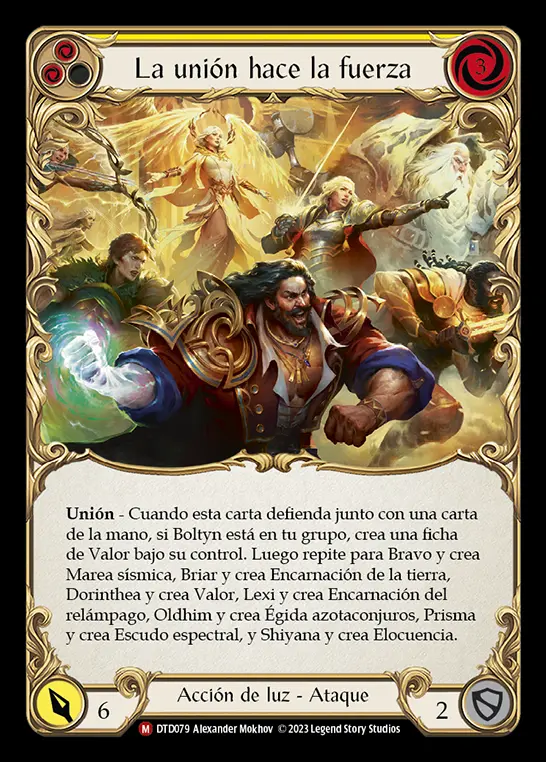 La unión hace la fuerza
3
Unión - Cuando esta carta defienda junto con una carta
de la mano, si Boltyn está en tu grupo, crea una ficha
de Valor bajo su control. Luego repite para Bravo y crea
Marea sísmica, Briar y crea Encarnación de la tierra,
Dorinthea y crea Valor, Lexi y crea Encarnación del
relámpago, Oldhim y crea Égida azotaconjuros, Prisma
y crea Escudo espectral, y Shiyana y crea Elocuencia.
6
Acción de luz - Ataque
2
M DTD079 Alexander Mokhov © 2023 Legend Story Studios